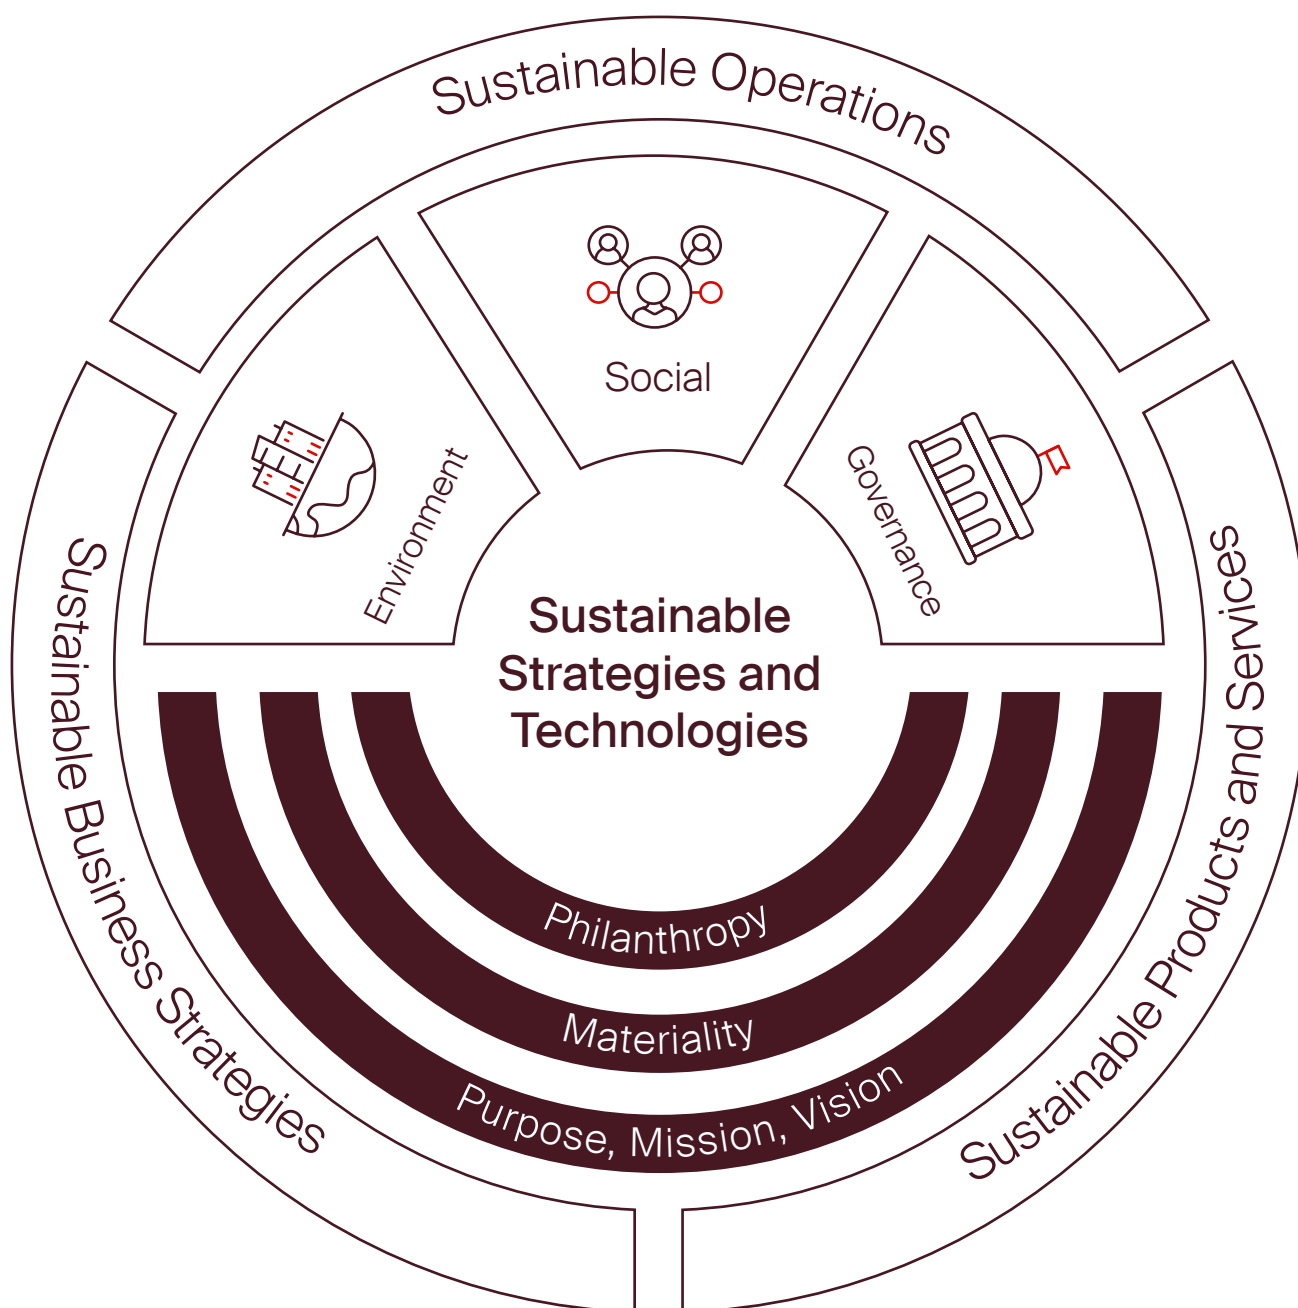 Sustainable Operations
Social
Environment
Governance
Sustainable
Strategies and
Technologies
Sustainable Business Strategies
Sustainable Products and Services
Philanthropy
Materiality
Purpose, Mission, Vision